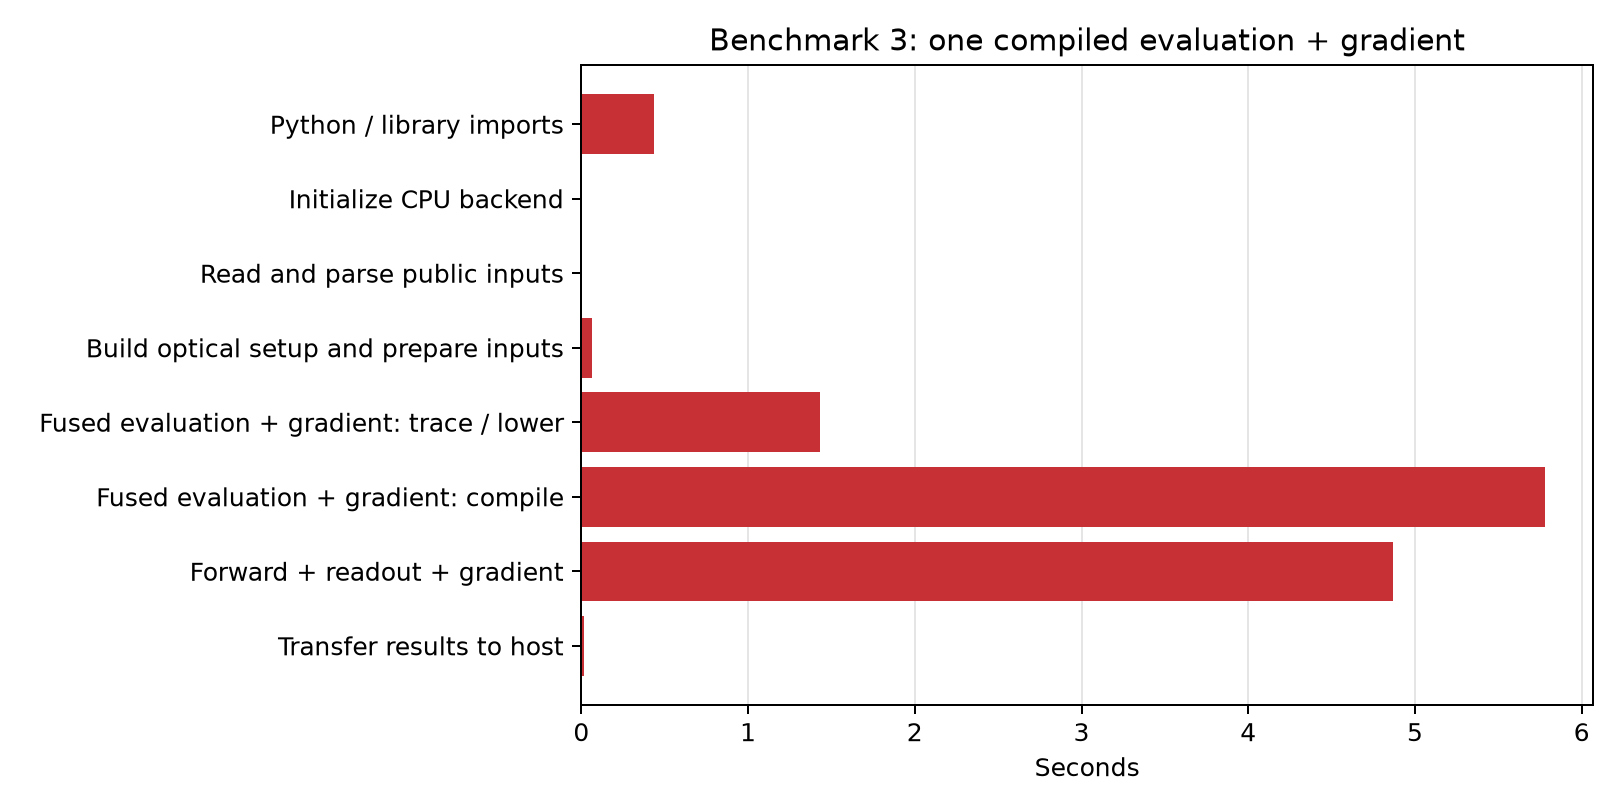 Benchmark 3: one compiled evaluation + gradient
Python / library imports
Initialize CPU backend
Read and parse public inputs
Build optical setup and prepare inputs
Fused evaluation + gradient: trace / lower
Fused evaluation + gradient: compile
Forward + readout + gradient
Transfer results to host
0 1 2 3 4 5 6
Seconds